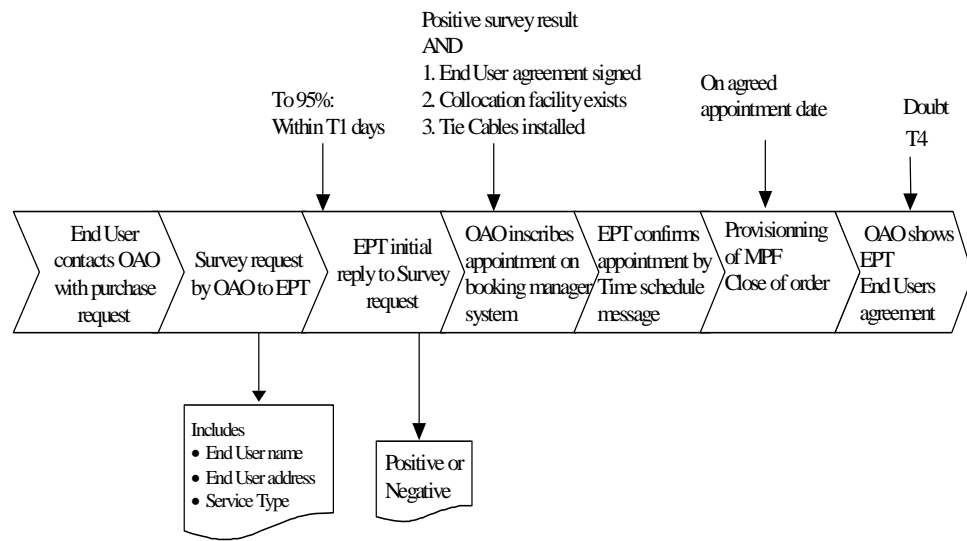 Positive survey result
AND
1. End User agreement signed
2. Collocation facility exists
3. Tie Cables installed
To 95%:
Within T1 days
On agreed
appointment date
Doubt
T4
End User
contacts OAO
with purchase
request
Survey request
by OAO to EPT
EPT initial
reply to Survey
request
OAO inscribes
appointment on
booking manager
system
EPT confirms
appointment by
Time schedule
message
Provisionning
of MPF
Close of order
OAO shows
EPT
End Users
agreement
Includes
• End User name
• End User address
• Service Type
Positive or
Negative